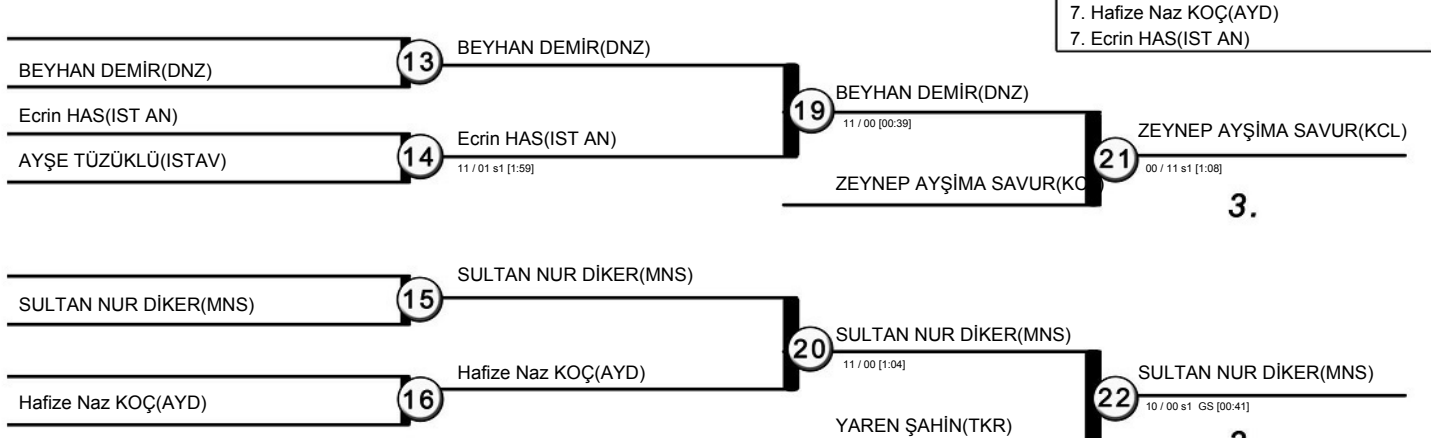 7. Hafize Naz KOÇ(AYD)
7. Ecrin HAS(IST AN)
BEYHAN DEMİR(DNZ)
13
BEYHAN DEMİR(DNZ)
Ecrin HAS(IST AN)
AYŞE TÜZÜKLÜ(ISTAV)
14
Ecrin HAS(IST AN)
11 / 01 s1 [1:59]
19
BEYHAN DEMİR(DNZ)
11 / 00 [00:39]
ZEYNEP AYŞİMA SAVUR(KC
21
ZEYNEP AYŞİMA SAVUR(KCL)
00 / 11 s1 [1:08]
3.
SULTAN NUR DİKER(MNS)
15
SULTAN NUR DİKER(MNS)
Hafize Naz KOÇ(AYD)
16
Hafize Naz KOÇ(AYD)
20
SULTAN NUR DİKER(MNS)
11 / 00 [1:04]
YAREN ŞAHİN(TKR)
22
SULTAN NUR DİKER(MNS)
10 / 00 s1 GS [00:41]